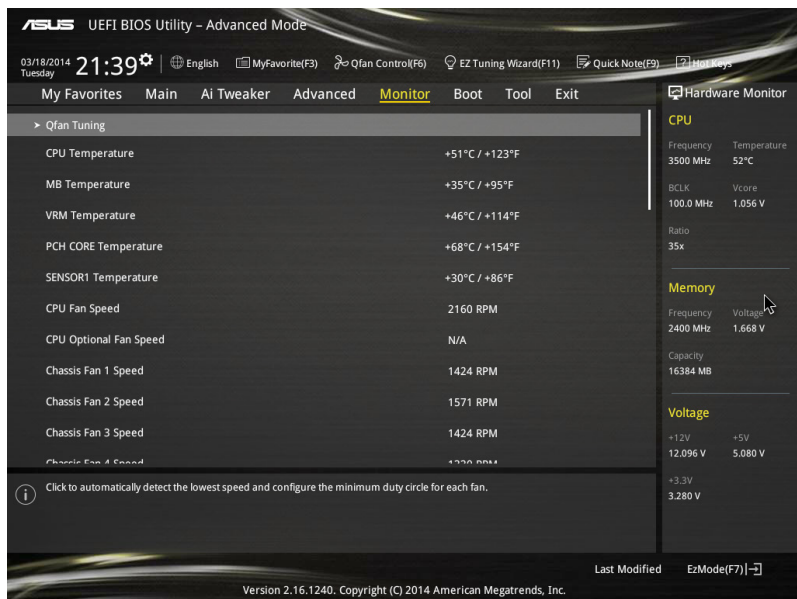 ASUS UEFI BIOS Utility – Advanced Mode
03/18/2014 Tuesday 21:39 English MyFavorite(F3) Qfan Control(F6) EZ Tuning Wizard(F11) Quick Note(F9) ? Hot Keys
My Favorites Main Ai Tweaker Advanced Monitor Boot Tool Exit
> Qfan Tuning
CPU Temperature +51°C / +123°F
MB Temperature +35°C / +95°F
VRM Temperature +46°C / +114°F
PCH CORE Temperature +68°C / +154°F
SENSOR1 Temperature +30°C / +86°F
CPU Fan Speed 2160 RPM
CPU Optional Fan Speed N/A
Chassis Fan 1 Speed 1424 RPM
Chassis Fan 2 Speed 1571 RPM
Chassis Fan 3 Speed 1424 RPM
Chassis Fan 4 Speed 1320 RPM
i Click to automatically detect the lowest speed and configure the minimum duty circle for each fan.
Hardware Monitor
CPU
Frequency Temperature
3500 MHz 52°C
BCLK Vcore
100.0 MHz 1.056 V
Ratio
35x
Memory
Frequency Voltage
2400 MHz 1.668 V
Capacity
16384 MB
Voltage
+12V +5V
12.096 V 5.080 V
+3.3V
3.280 V
Last Modified EzMode(F7)
Version 2.16.1240. Copyright (C) 2014 American Megatrends, Inc.